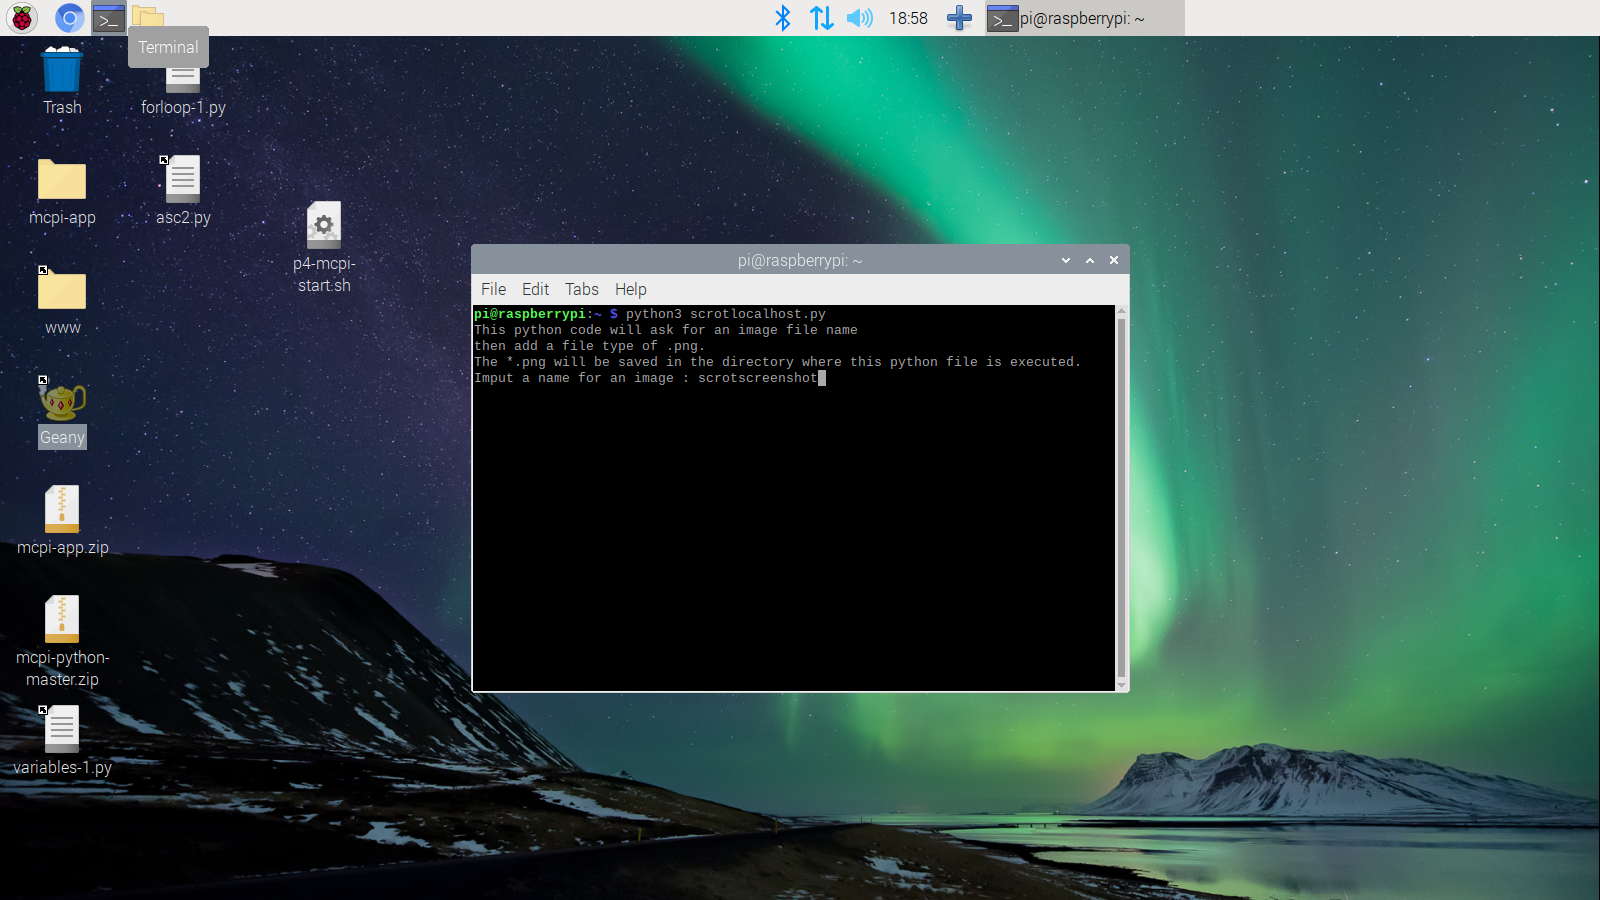 18:58
pi@raspberrypi: ~
Terminal
Trash
forloop-1.py
mcpi-app
asc2.py
p4-mcpi-
start.sh
www
Geany
mcpi-app.zip
mcpi-python-
master.zip
variables-1.py
pi@raspberrypi: ~
File Edit Tabs Help
pi@raspberrypi:~ $ python3 scrotlocalhost.py
This python code will ask for an image file name
then add a file type of .png.
The *.png will be saved in the directory where this python file is executed.
Imput a name for an image : scrotscreenshot